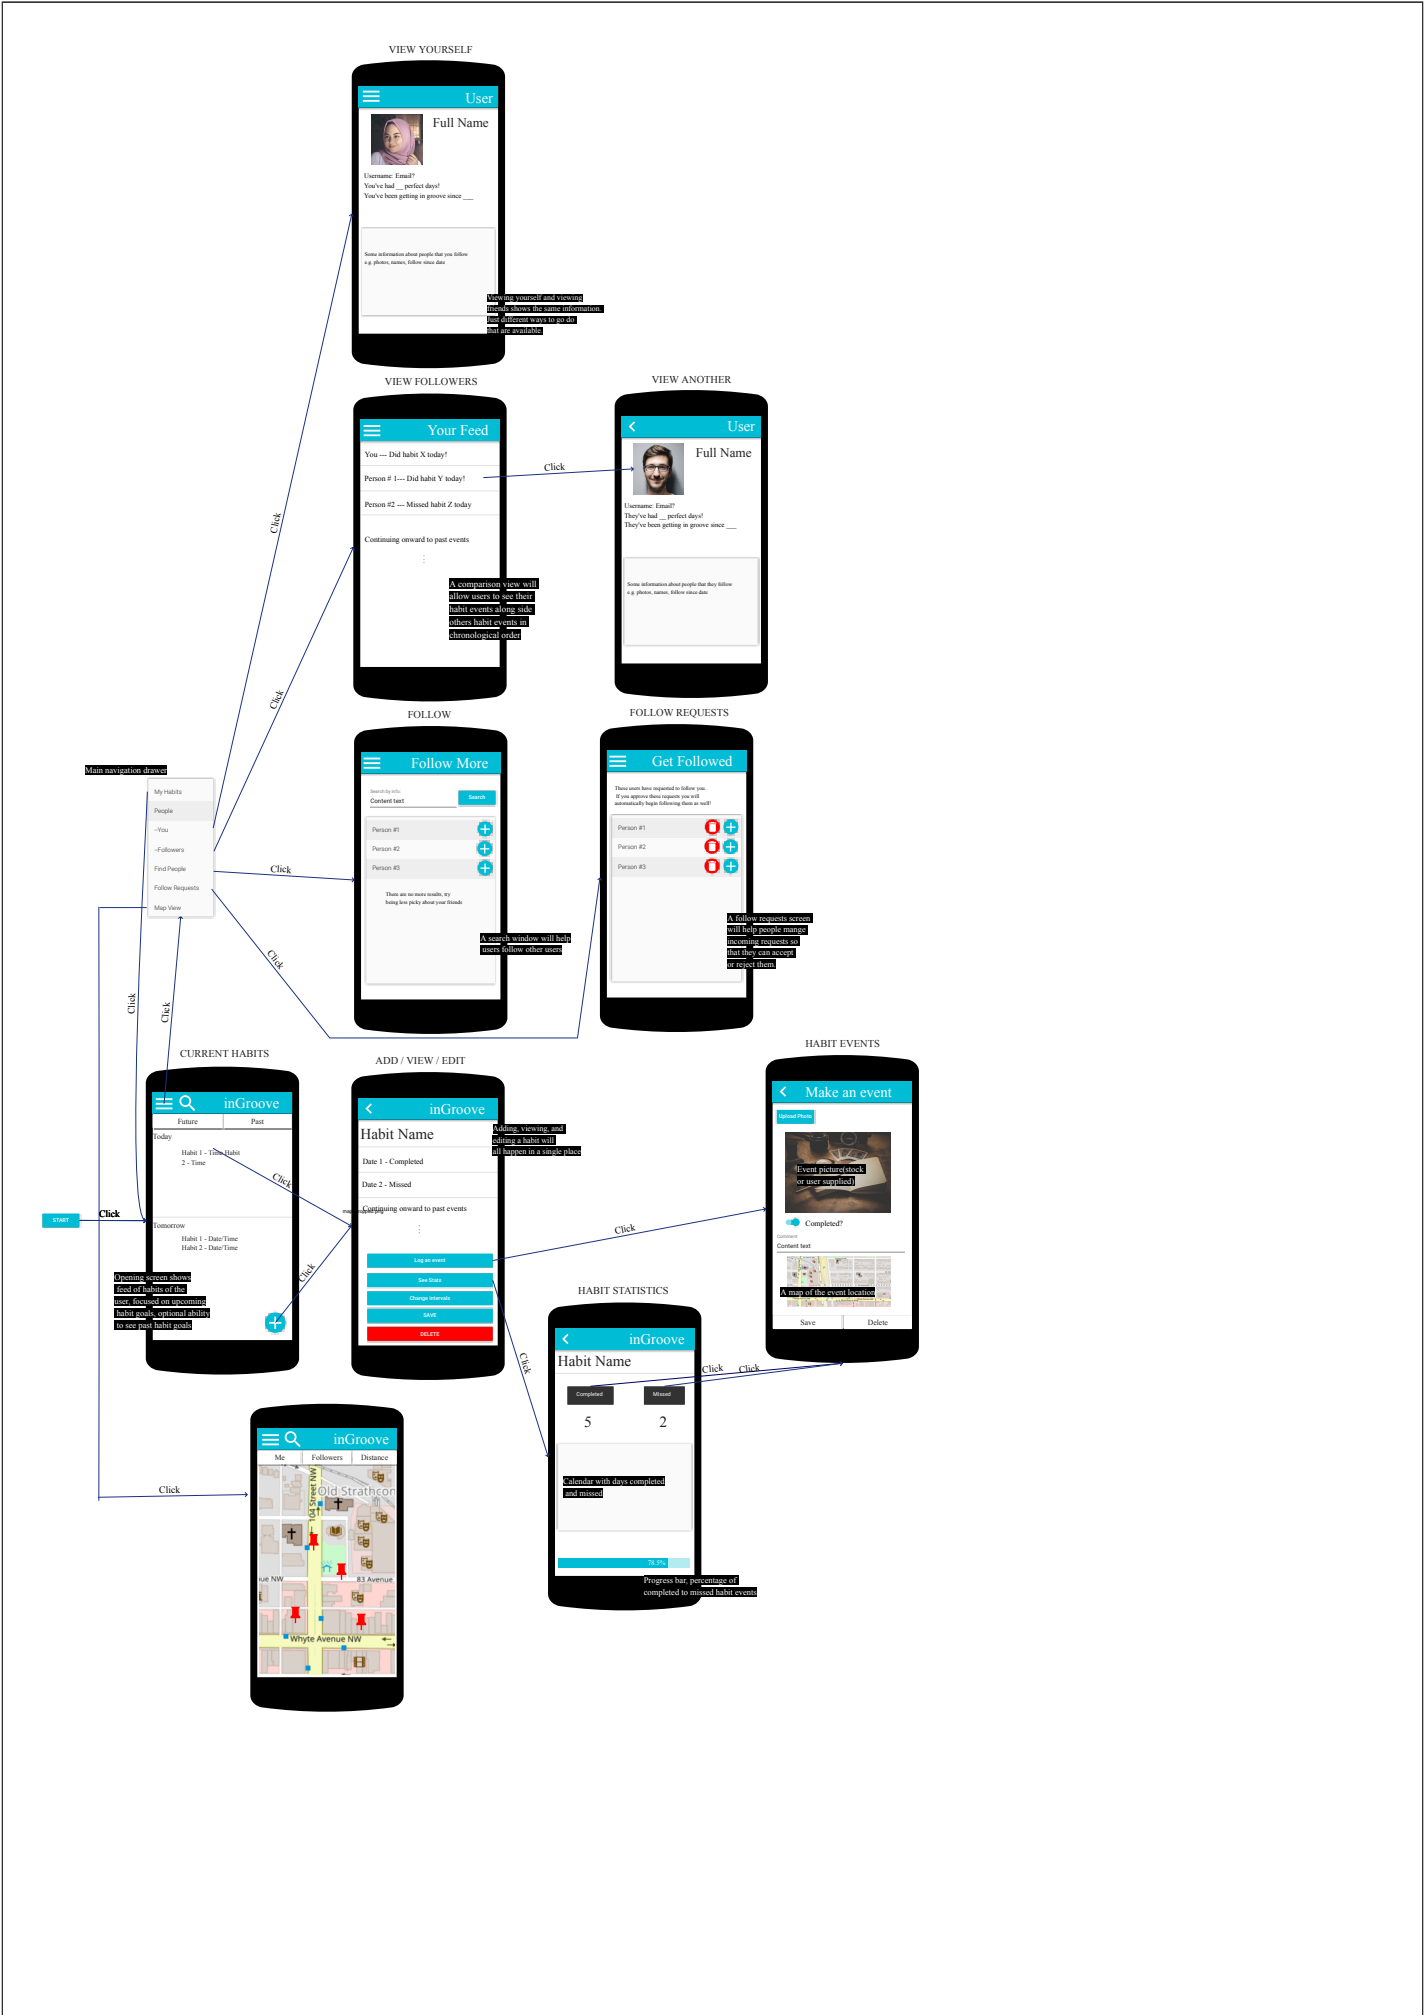 VIEW YOURSELF
User
Full Name
Username: Email?
You've had __ perfect days!
You've been getting in groove since ___
Some information about people that you follow
e.g. photos, names, follow since date
Viewing yourself and viewing
friends shows the same information.
Just different ways to go do
that are available.
VIEW FOLLOWERS
Your Feed
You --- Did habit X today!
Person # 1--- Did habit Y today!
Person #2 --- Missed habit Z today
Continuing onward to past events
A comparison view will
allow users to see their
habit events along side
others habit events in
chronological order
VIEW ANOTHER
User
Full Name
Username: Email?
They've had __ perfect days!
They've been getting in groove since ___
Some information about people that they follow
e.g. photos, names, follow since date
Click
Click
Click
FOLLOW
Follow More
Search by info:
Content text
Search
Person #1
Person #2
Person #3
There are no more results, try
being less picky about your friends
A search window will help
users follow other users
FOLLOW REQUESTS
Get Followed
These users have requested to follow you.
If you approve there requests you will
automatically begin following them as well!
Person #1
Person #2
Person #3
A follow requests screen
will help people mange
incoming requests so
that they can accept
or reject them
Main navigation drawer
My Habits
People
~You
~Followers
Find People
Follow Requests
Map View
Click
Click
Click
Click
CURRENT HABITS
inGroove
Future
Past
Today
Habit 1 - Time Habit
2 - Time
Tomorrow
Habit 1 - Date/Time
Habit 2 - Date/Time
START
Click
Opening screen shows
feed of habits of the
user, focused on upcoming
habit goals, optional ability
to see past habit goals
Click
Click
ADD / VIEW / EDIT
inGroove
Habit Name
Date 1 - Completed
Date 2 - Missed
Continuing onward to past events
Log an event
See Stats
Change intervals
SAVE
DELETE
Adding, viewing, and
editing a habit will
all happen in a single place
Click
Click
HABIT EVENTS
Make an event
Upload Photo
Event picture(stock
or user supplied)
Completed?
Comment
Content text
A map of the event location
Save
Delete
HABIT STATISTICS
inGroove
Habit Name
Completed
Missed
5
2
Click
Click
Calendar with days completed
and missed
78.5%
Progress bar, percentage of
completed to missed habit events
Click
inGroove
Me
Followers
Distance
104 Street NW
Old Strathcon
ue NW
83 Avenue
Whyte Avenue NW